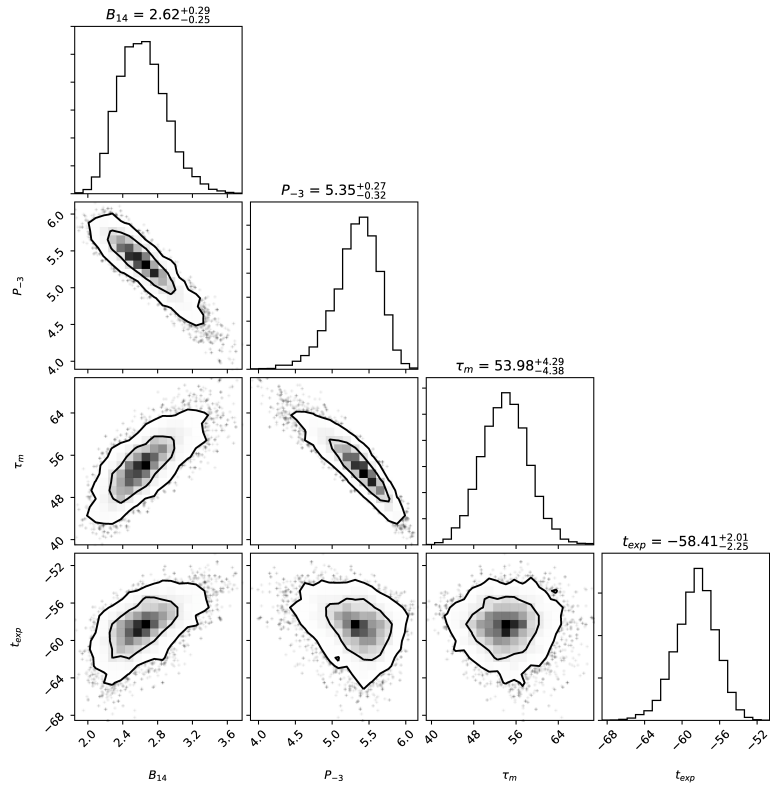 B₁₄ = 2.62⁺⁰·²⁹₋₀.₂₅
P₋₃ = 5.35⁺⁰·²⁷₋₀.₃₂
6.0
5.5
5.0
4.5
4.0
P₋₃
τₘ = 53.98⁺⁴·²⁹₋₄.₃₈
64
56
48
40
τₘ
t_exp = −58.41⁺²·⁰¹₋₂.₂₅
−52
−56
−60
−64
−68
t_exp
2.0 2.4 2.8 3.2 3.6 4.0 4.5 5.0 5.5 6.0 40 48 56 64 −68 −64 −60 −56 −52
B₁₄ P₋₃ τₘ t_exp